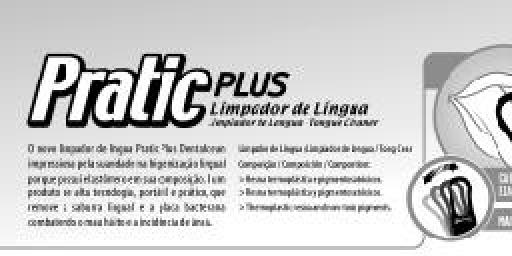 Pratic PLUS
Limpador de Língua
Limpiador de Lengua · Tongue Cleaner
O novo limpador de língua Pratic Plus Dentalclean
impressiona pela suavidade na higienização lingual
porque possui elastômero em sua composição. É um
produto de alta tecnologia, portátil e prático, que
remove a saburra lingual e a placa bacteriana
combatendo o mau hálito e a incidência de
Limpador de Língua / Limpiador de Lengua /
Composição / Composición / Composition:
> Resina termoplástica e pigmento atóxicos.
> Resina termoplástica y pigmentos atóxicos.
> Thermoplastic resin and non-toxic pigments.